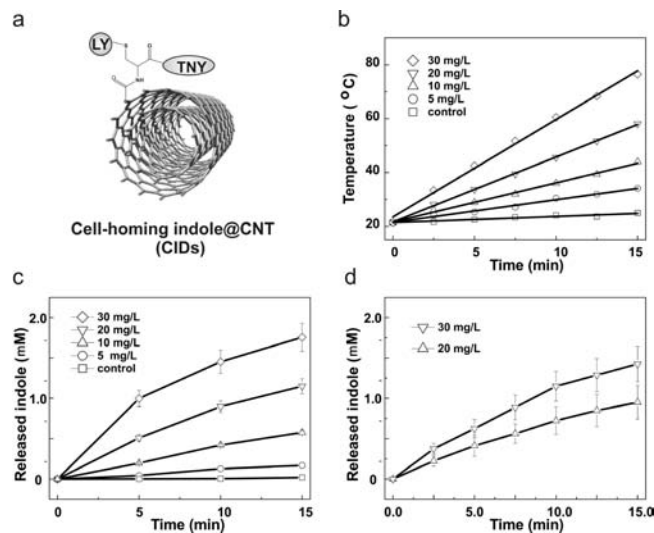 a
LY
S
O
TNY
O
NH
Cell-homing indole@CNT
(CIDs)
b
80
60
40
20
Temperature ( °C)
30 mg/L
20 mg/L
10 mg/L
5 mg/L
control
0
5
10
15
Time (min)
c
2.0
1.0
0
Released indole (mM)
30 mg/L
20 mg/L
10 mg/L
5 mg/L
control
0
5
10
15
Time (min)
d
2.0
1.0
0
Released indole (mM)
30 mg/L
20 mg/L
0.0
5.0
10.0
15.0
Time (min)